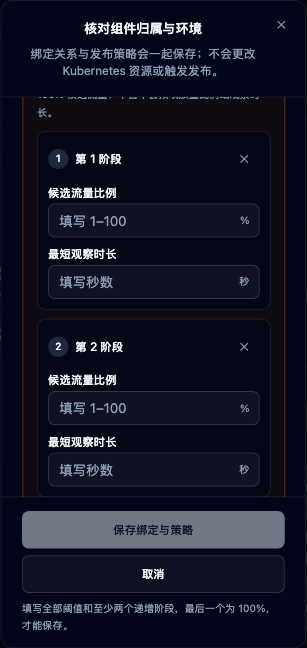 核对组件归属与环境
绑定关系与发布策略会一起保存；不会更改
Kubernetes 资源或触发发布。
长。
1 第 1 阶段
候选流量比例
填写 1–100 %
最短观察时长
填写秒数 秒
2 第 2 阶段
候选流量比例
填写 1–100 %
最短观察时长
填写秒数 秒
保存绑定与策略
取消
填写全部阈值和至少两个递增阶段，最后一个为 100%，
才能保存。